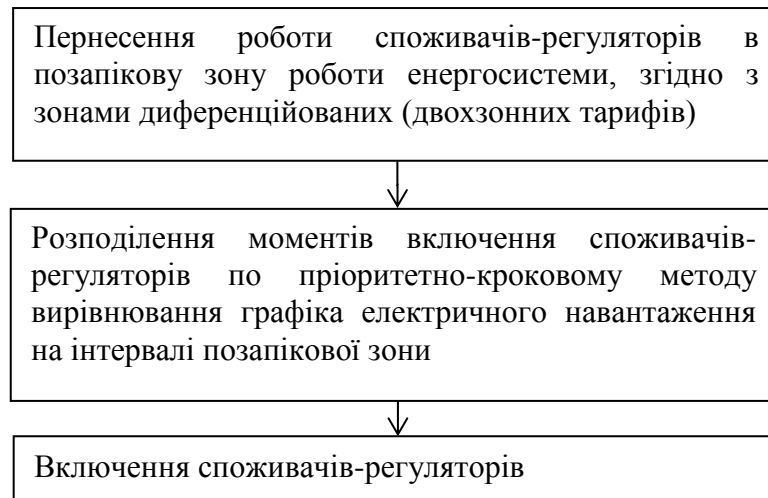 Пернесення роботи споживачів-регуляторів в
позапікову зону роботи енергосистеми, згідно з
зонами диференційованих (двохзонних тарифів)
Розподілення моментів включення споживачів-
регуляторів по пріоритетно-кроковому методу
вирівнювання графіка електричного навантаження
на інтервалі позапікової зони
Включення споживачів-регуляторів